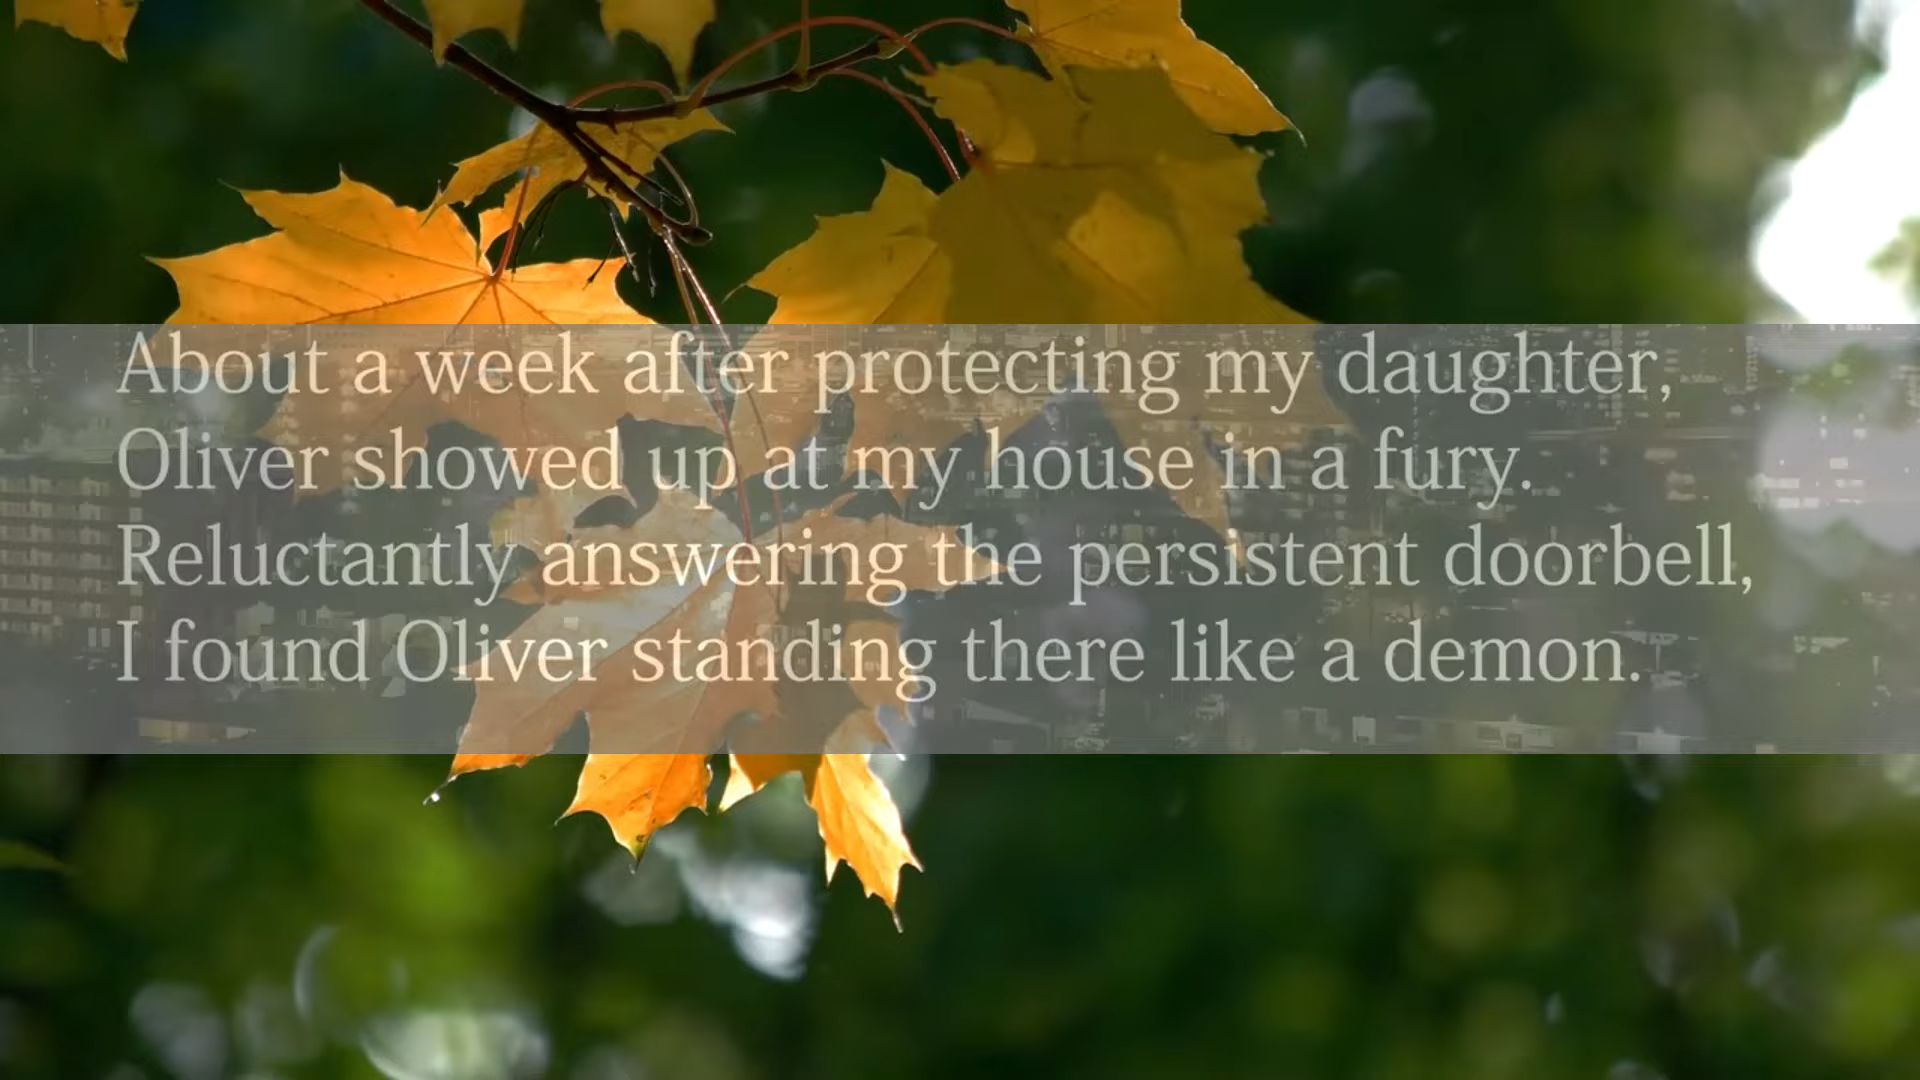 About a week after protecting my daughter,
Oliver showed up at my house in a fury.
Reluctantly answering the persistent doorbell,
I found Oliver standing there like a demon.